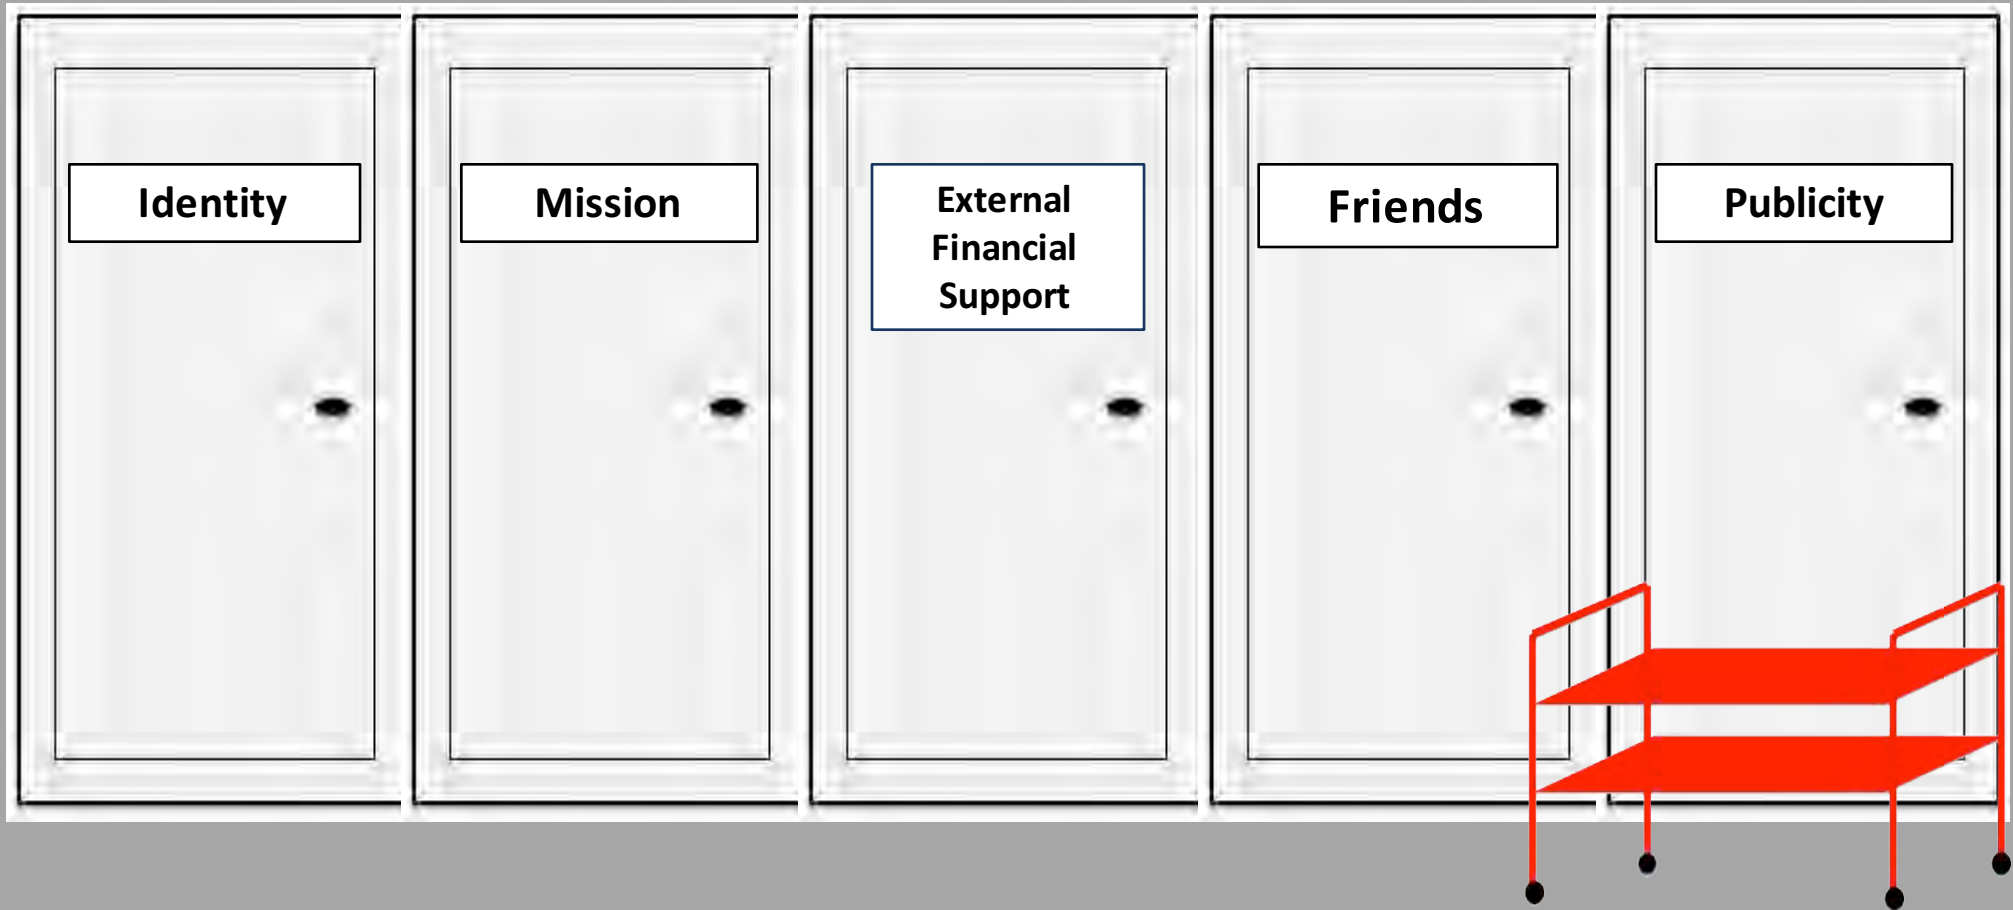 Identity
Mission
External
Financial
Support
Friends
Publicity